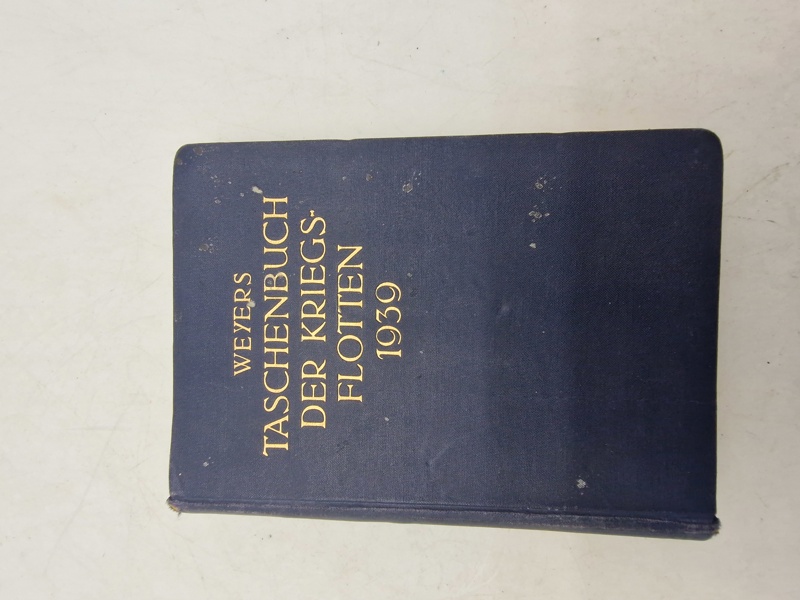 WEYERS
TASCHENBUCH
DER KRIEGS-
FLOTTEN
1939